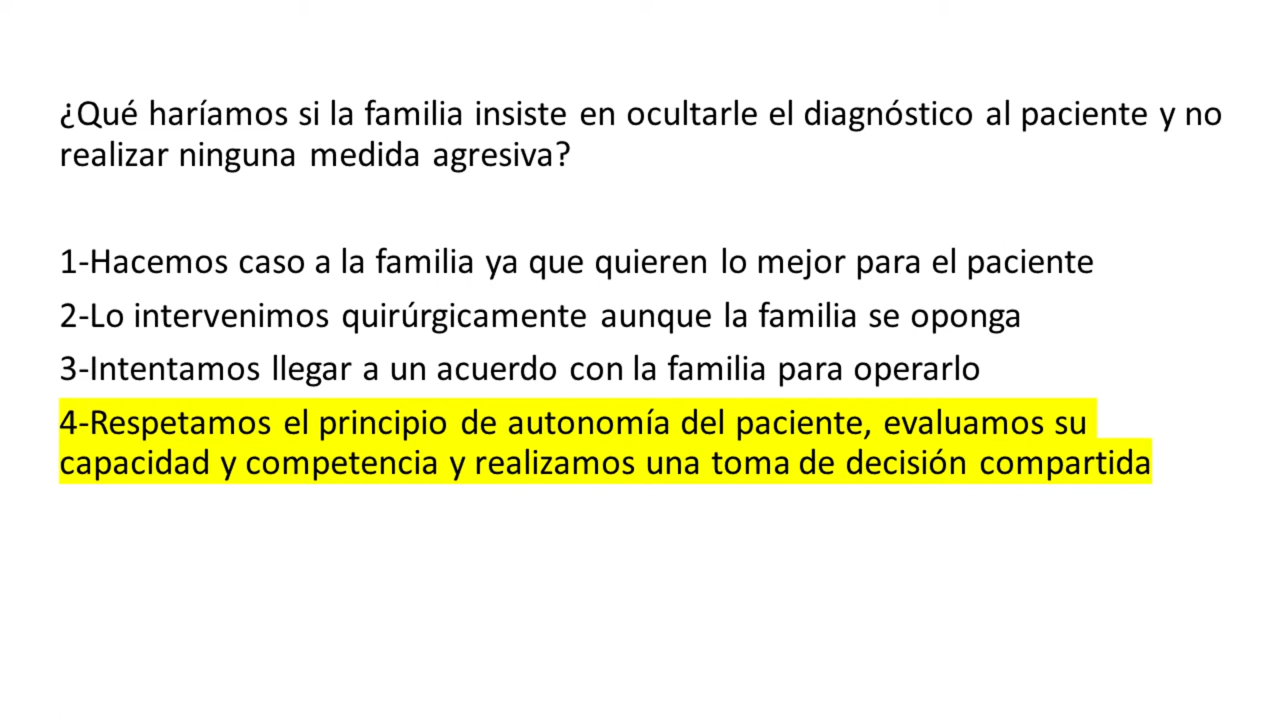 ¿Qué haríamos si la familia insiste en ocultarle el diagnóstico al paciente y no
realizar ninguna medida agresiva?
1-Hacemos caso a la familia ya que quieren lo mejor para el paciente
2-Lo intervenimos quirúrgicamente aunque la familia se oponga
3-Intentamos llegar a un acuerdo con la familia para operarlo
4-Respetamos el principio de autonomía del paciente, evaluamos su
capacidad y competencia y realizamos una toma de decisión compartida